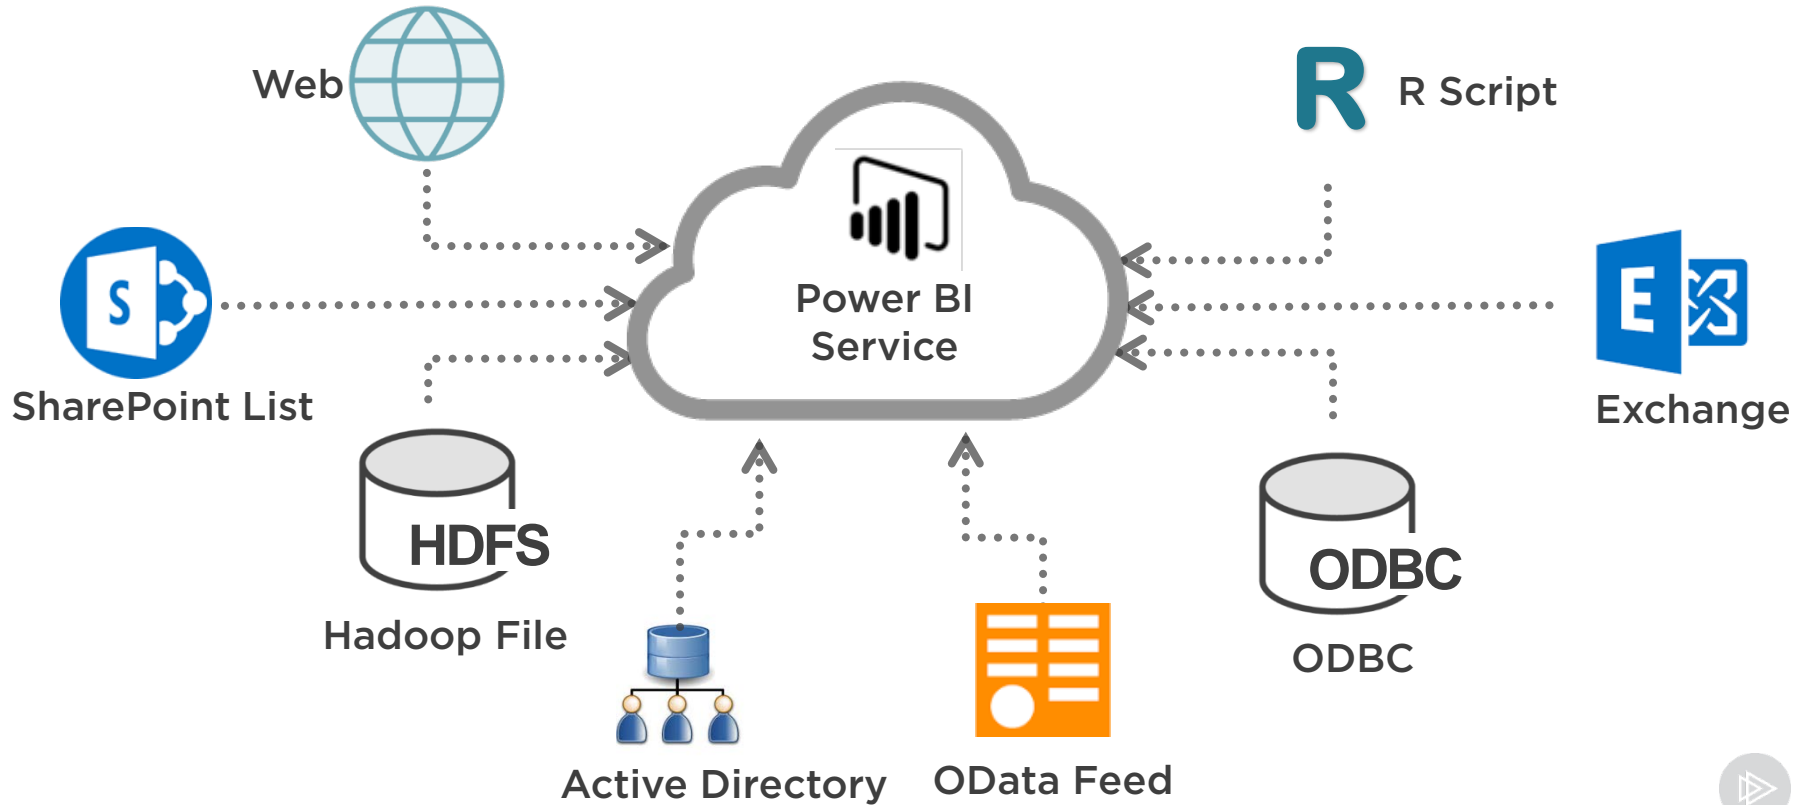 Web
R
R Script
S
Power BI
Service
E
SharePoint List
Exchange
HDFS
ODBC
Hadoop File
ODBC
Active Directory
OData Feed